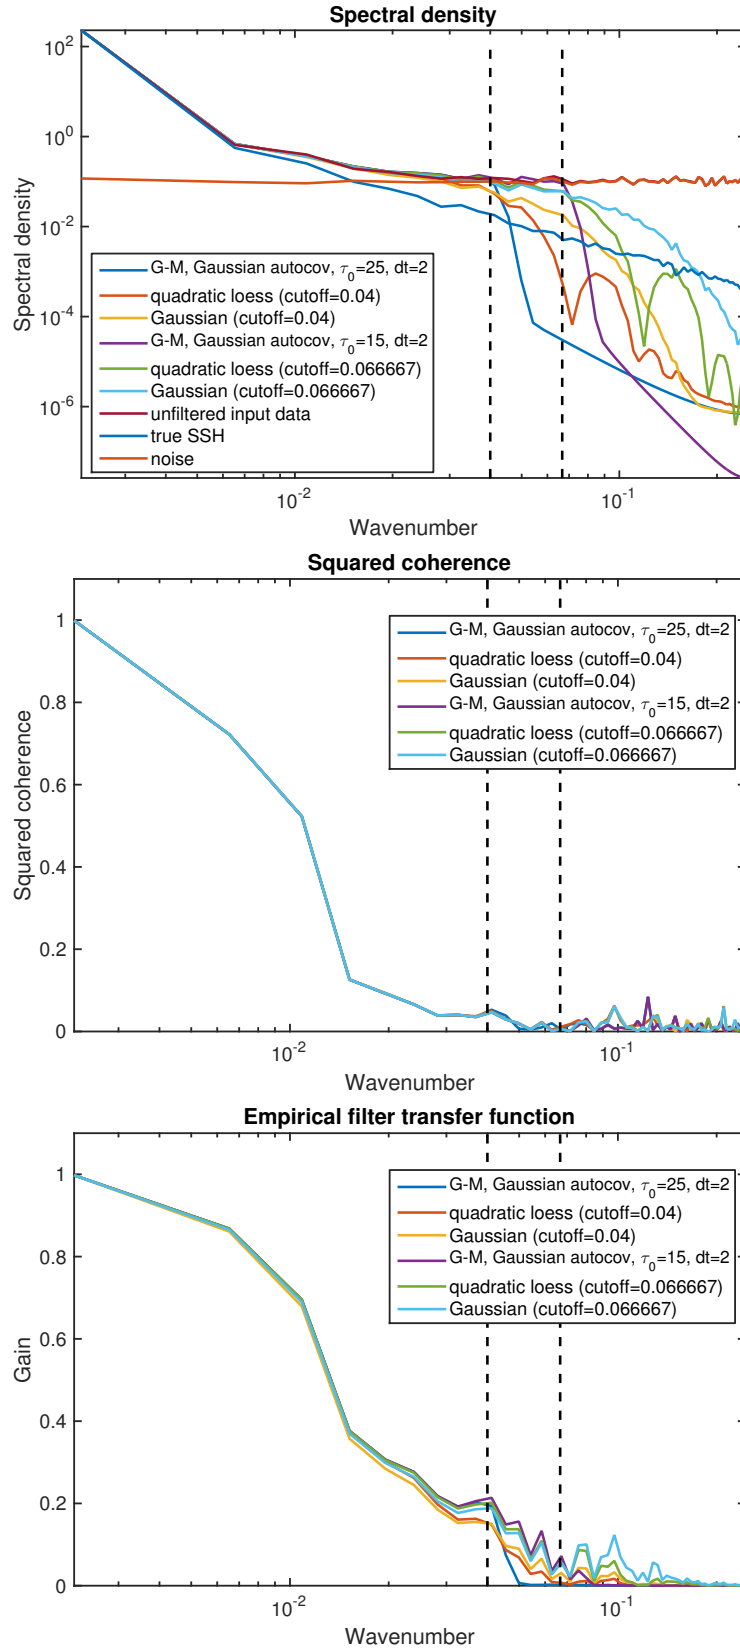 Spectral density
10^2
10^0
10^-2
10^-4
10^-6
Spectral density
G-M, Gaussian autocov, τ_0=25, dt=2
quadratic loess (cutoff=0.04)
Gaussian (cutoff=0.04)
G-M, Gaussian autocov, τ_0=15, dt=2
quadratic loess (cutoff=0.066667)
Gaussian (cutoff=0.066667)
unfiltered input data
true SSH
noise
10^-2
10^-1
Wavenumber
Squared coherence
1
0.8
0.6
0.4
0.2
0
Squared coherence
G-M, Gaussian autocov, τ_0=25, dt=2
quadratic loess (cutoff=0.04)
Gaussian (cutoff=0.04)
G-M, Gaussian autocov, τ_0=15, dt=2
quadratic loess (cutoff=0.066667)
Gaussian (cutoff=0.066667)
10^-2
10^-1
Wavenumber
Empirical filter transfer function
1
0.8
0.6
0.4
0.2
0
Gain
G-M, Gaussian autocov, τ_0=25, dt=2
quadratic loess (cutoff=0.04)
Gaussian (cutoff=0.04)
G-M, Gaussian autocov, τ_0=15, dt=2
quadratic loess (cutoff=0.066667)
Gaussian (cutoff=0.066667)
10^-2
10^-1
Wavenumber